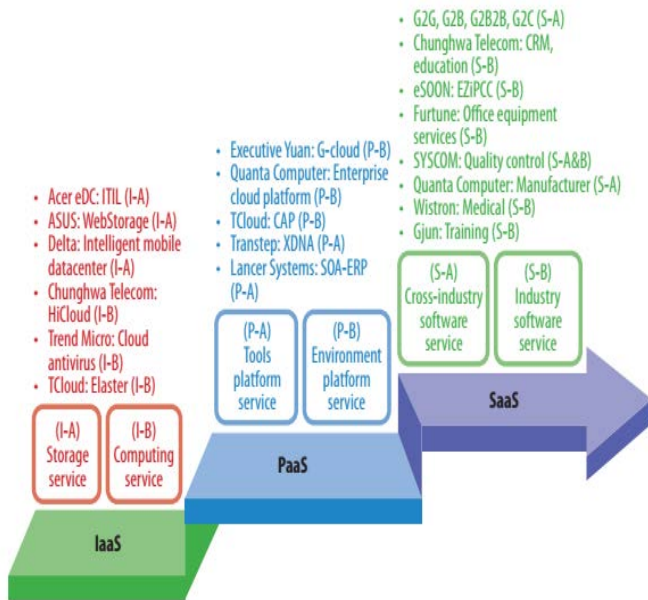 • G2G, G2B, G2B2B, G2C (S-A)
• Chunghwa Telecom: CRM,
education (S-B)
• eSOON: EZiPCC (S-B)
• Furtune: Office equipment
services (S-B)
• SYSCOM: Quality control (S-A&B)
• Quanta Computer: Manufacturer (S-A)
• Wistron: Medical (S-B)
• Gjun: Training (S-B)
• Executive Yuan: G-cloud (P-B)
• Quanta Computer: Enterprise
cloud platform (P-B)
• TCloud: CAP (P-B)
• Transtep: XDNA (P-A)
• Lancer Systems: SOA-ERP
(P-A)
• Acer eDC: ITIL (I-A)
• ASUS: WebStorage (I-A)
• Delta: Intelligent mobile
datacenter (I-A)
• Chunghwa Telecom:
HiCloud (I-B)
• Trend Micro: Cloud
antivirus (I-B)
• TCloud: Elaster (I-B)
(S-A)
Cross-industry
software
service
(S-B)
Industry
software
service
(P-A)
Tools
platform
service
(P-B)
Environment
platform
service
(I-A)
Storage
service
(I-B)
Computing
service
SaaS
PaaS
IaaS